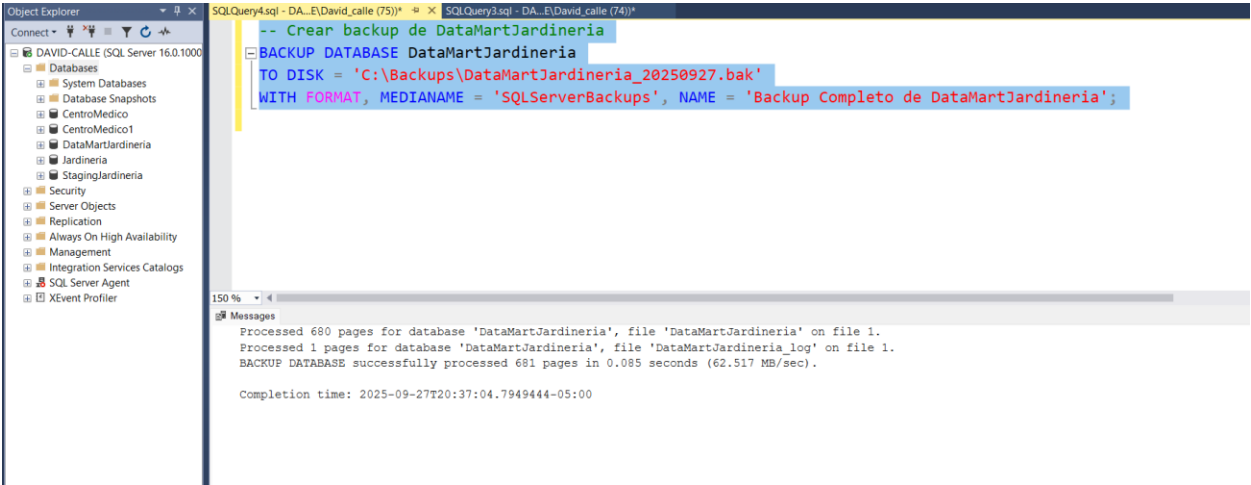 Object Explorer
Connect
DAVID-CALLE (SQL Server 16.0.1000
Databases
System Databases
Database Snapshots
CentroMedico
CentroMedico1
DataMartJardineria
Jardineria
StagingJardineria
Security
Server Objects
Replication
Always On High Availability
Management
Integration Services Catalogs
SQL Server Agent
XEvent Profiler
SQLQuery4.sql - DA...E\David_calle (75))* SQLQuery3.sql - DA...E\David_calle (74))*
-- Crear backup de DataMartJardineria
BACKUP DATABASE DataMartJardineria
TO DISK = 'C:\Backups\DataMartJardineria_20250927.bak'
WITH FORMAT, MEDIANAME = 'SQLServerBackups', NAME = 'Backup Completo de DataMartJardineria';
150 %
Messages
Processed 680 pages for database 'DataMartJardineria', file 'DataMartJardineria' on file 1.
Processed 1 pages for database 'DataMartJardineria', file 'DataMartJardineria_log' on file 1.
BACKUP DATABASE successfully processed 681 pages in 0.085 seconds (62.517 MB/sec).
Completion time: 2025-09-27T20:37:04.7949444-05:00